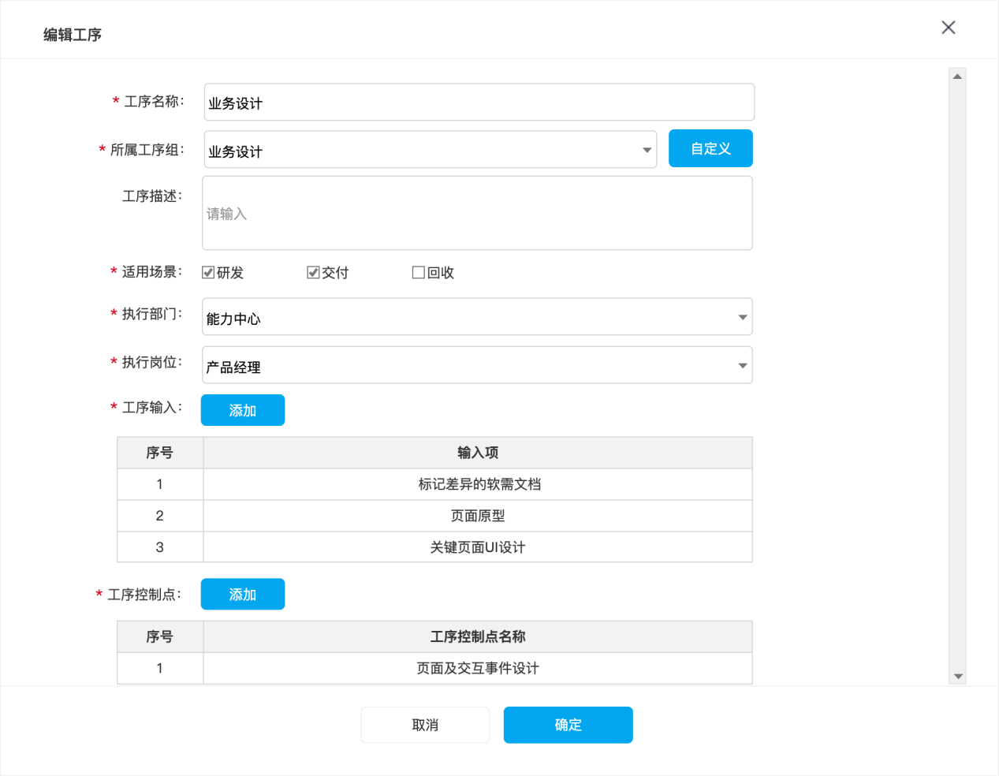 编辑工序
* 工序名称: 业务设计
* 所属工序组: 业务设计 自定义
工序描述: 请输入
* 适用场景: 研发 交付 回收
* 执行部门: 能力中心
* 执行岗位: 产品经理
* 工序输入: 添加
序号 输入项
1 标记差异的软需文档
2 页面原型
3 关键页面UI设计
* 工序控制点: 添加
序号 工序控制点名称
1 页面及交互事件设计
取消 确定